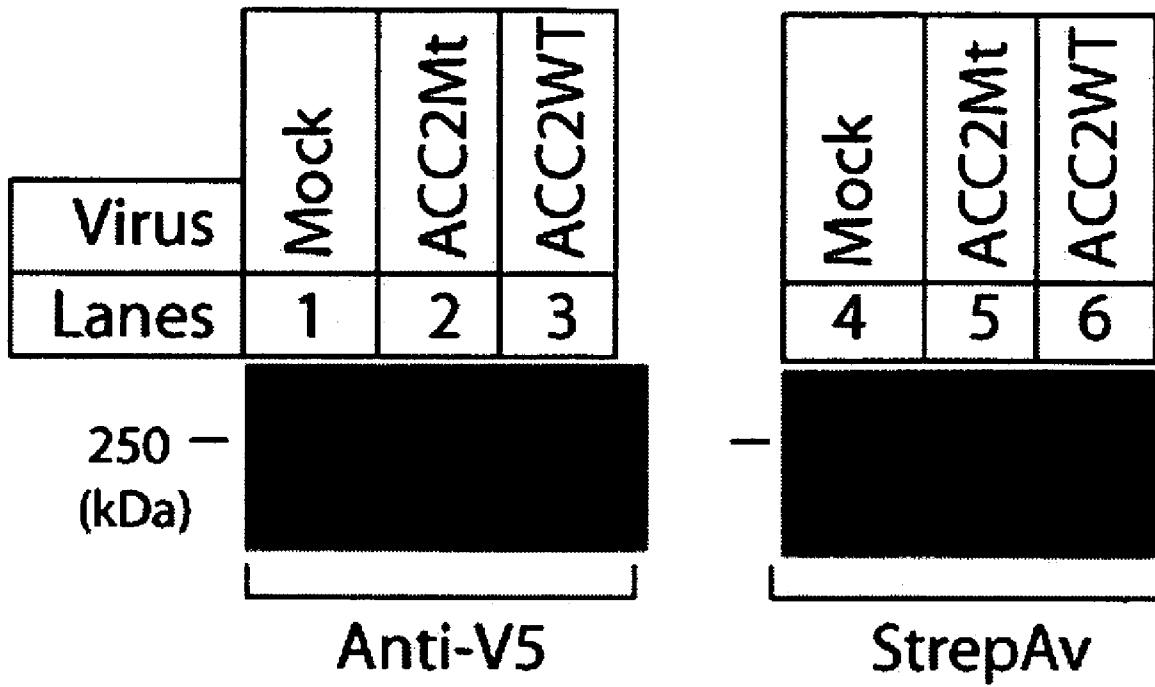 Virus Mock ACC2Mt ACC2WT Mock ACC2Mt ACC2WT
Lanes 1 2 3 4 5 6
250 –
(kDa)
–
Anti-V5 StrepAv